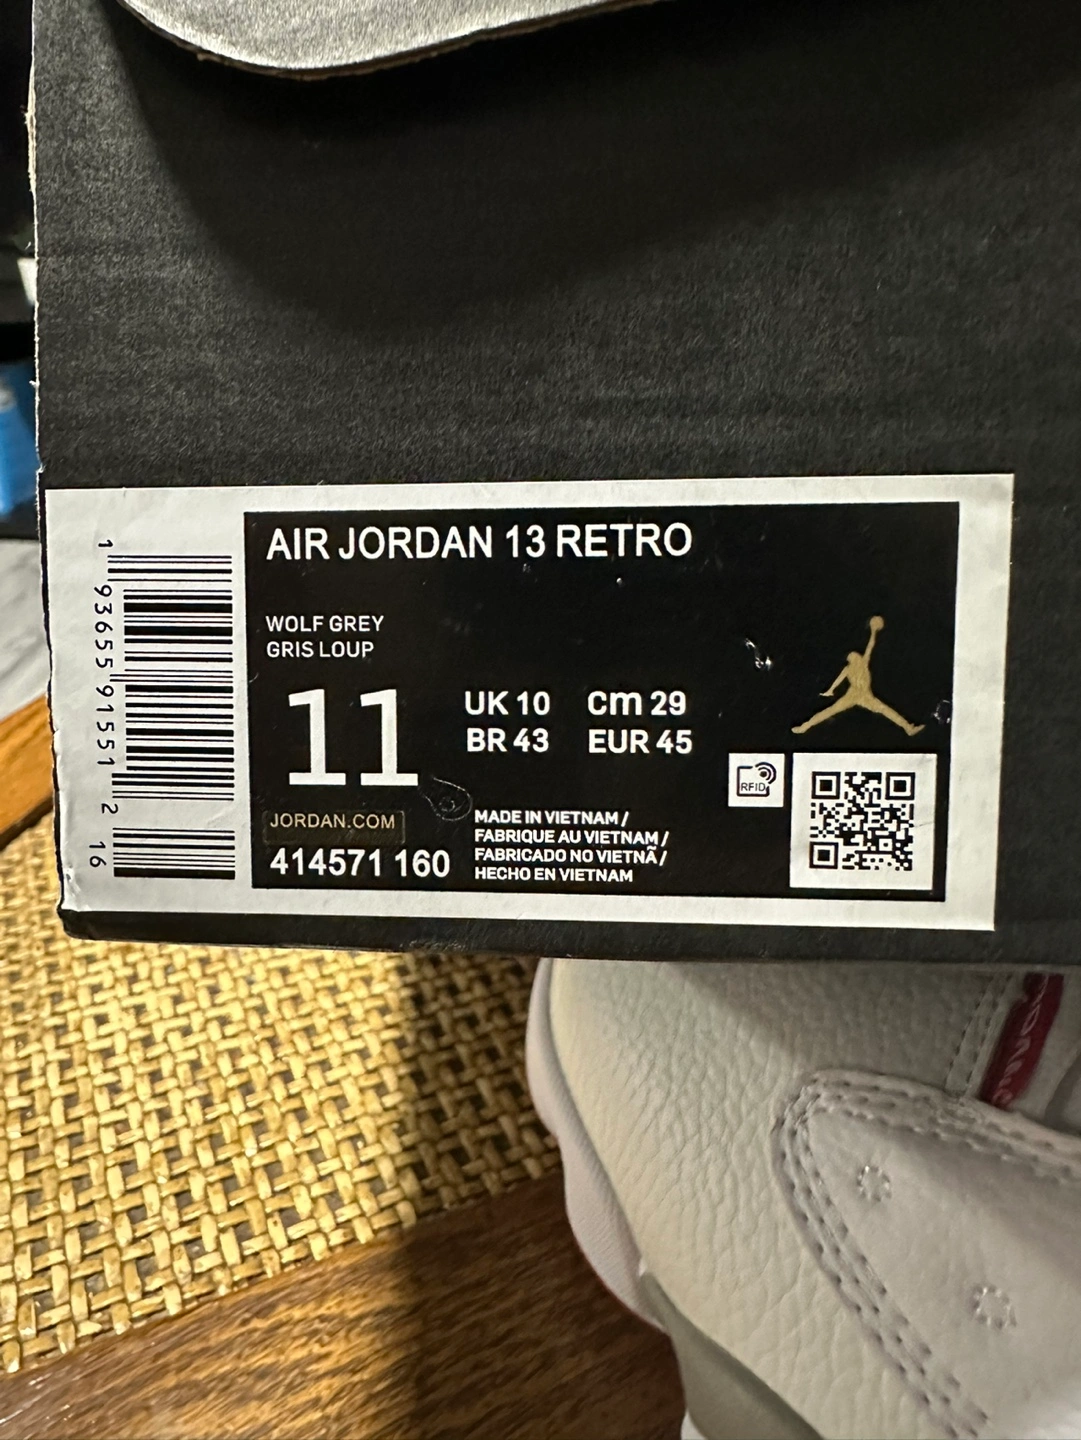 AIR JORDAN 13 RETRO
WOLF GREY
GRIS LOUP
11
UK 10 cm 29
BR 43 EUR 45
JORDAN.COM
414571 160
MADE IN VIETNAM /
FABRIQUE AU VIETNAM /
FABRICADO NO VIETNÃ /
HECHO EN VIETNAM
RFID
1 93655 91551 2 16